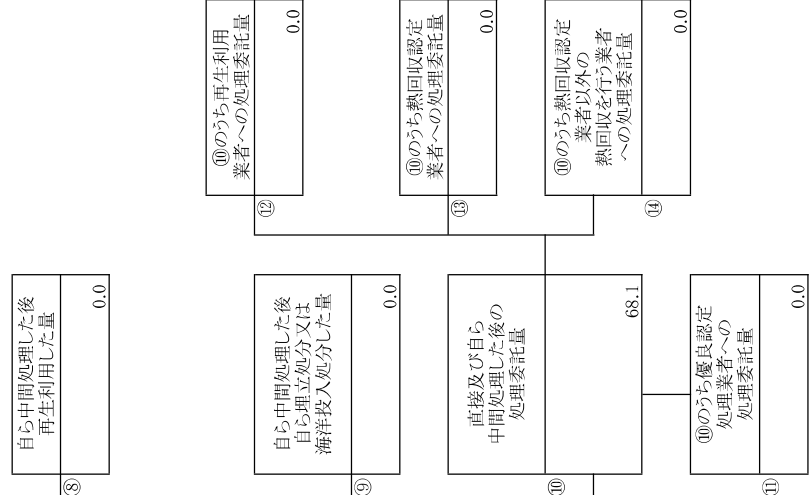 ⑧
自ら中間処理した後
再生利用した量
0.0
⑨
自ら中間処理した後
自ら埋立処分又は
海洋投入処分した量
0.0
⑩
直接及び自ら
中間処理した後の
処理委託量
68.1
⑪
⑩のうち優良認定
処理業者への
処理委託量
0.0
⑫
⑩のうち再生利用
業者への処理委託量
0.0
⑬
⑩のうち熱回収認定
業者への処理委託量
0.0
⑭
⑩のうち熱回収認定
業者以外の
熱回収を行う業者
への処理委託量
0.0